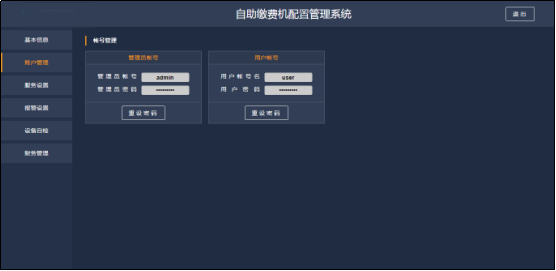 自助缴费机配置管理系统
退出
基本信息
账户管理
服务设置
报警设置
设备自检
财务管理
帐号管理
管理员帐号
管理员帐号 admin
管理员密码 ********
重设密码
用户帐号
用户帐号名 user
用户密码 ********
重设密码